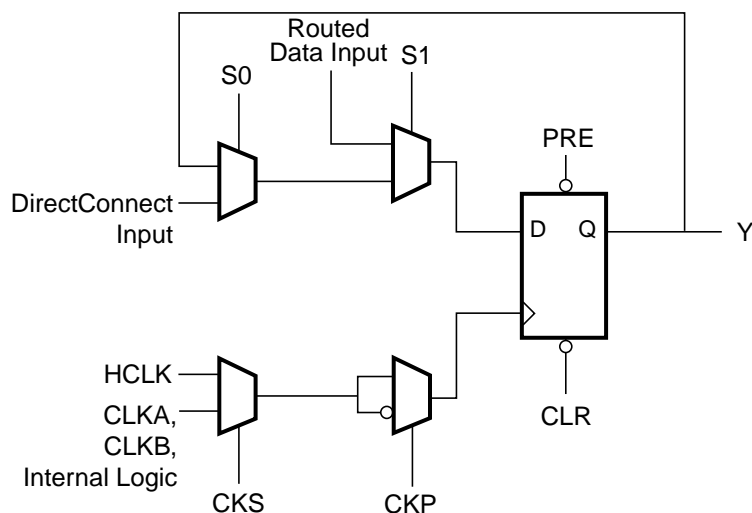 Routed
Data Input
S1
S0
PRE
DirectConnect
Input
D
Q
Y
HCLK
CLKA,
CLKB,
Internal Logic
CLR
CKS
CKP